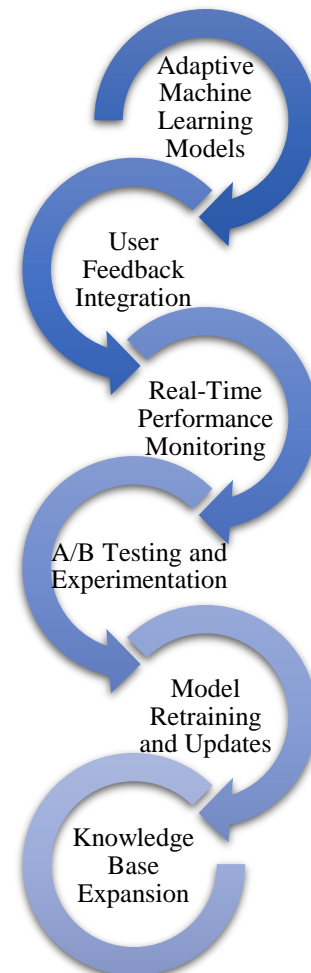 Adaptive
Machine
Learning
Models
User
Feedback
Integration
Real-Time
Performance
Monitoring
A/B Testing and
Experimentation
Model
Retraining
and Updates
Knowledge
Base
Expansion